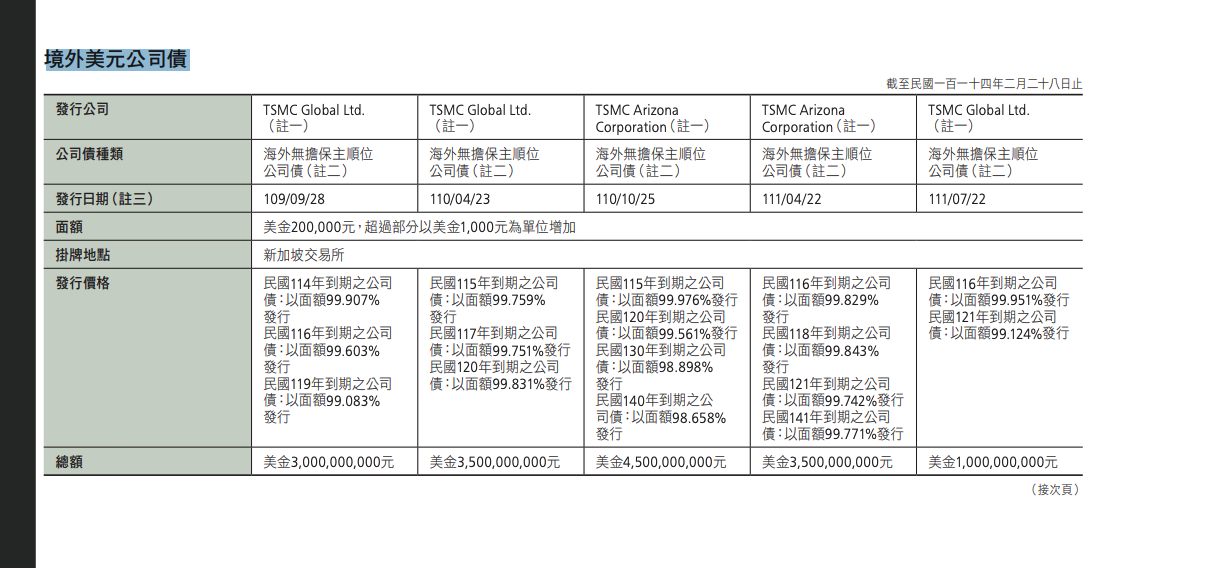 境外美元公司債
截至民國一百一十四年二月二十八日止
發行公司
TSMC Global Ltd.
（註一）
TSMC Global Ltd.
（註一）
TSMC Arizona
Corporation（註一）
TSMC Arizona
Corporation（註一）
TSMC Global Ltd.
（註一）
公司債種類
海外無擔保主順位
公司債（註二）
海外無擔保主順位
公司債（註二）
海外無擔保主順位
公司債（註二）
海外無擔保主順位
公司債（註二）
海外無擔保主順位
公司債（註二）
發行日期（註三）
109/09/28
110/04/23
110/10/25
111/04/22
111/07/22
面額
美金200,000元，超過部分以美金1,000元為單位增加
掛牌地點
新加坡交易所
發行價格
民國114年到期之公司
債：以面額99.907%
發行
民國116年到期之公司
債：以面額99.603%
發行
民國119年到期之公司
債：以面額99.083%
發行
民國115年到期之公司
債：以面額99.759%
發行
民國117年到期之公司
債：以面額99.751%發行
民國120年到期之公司
債：以面額99.831%發行
民國115年到期之公司
債：以面額99.976%發行
民國120年到期之公司
債：以面額99.561%發行
民國130年到期之公司
債：以面額98.898%
發行
民國140年到期之公
司債：以面額98.658%
發行
民國116年到期之公司
債：以面額99.829%
發行
民國118年到期之公司
債：以面額99.843%
發行
民國121年到期之公司
債：以面額99.742%發行
民國141年到期之公司
債：以面額99.771%發行
民國116年到期之公司
債：以面額99.951%發行
民國121年到期之公司
債：以面額99.124%發行
總額
美金3,000,000,000元
美金3,500,000,000元
美金4,500,000,000元
美金3,500,000,000元
美金1,000,000,000元
（接次頁）